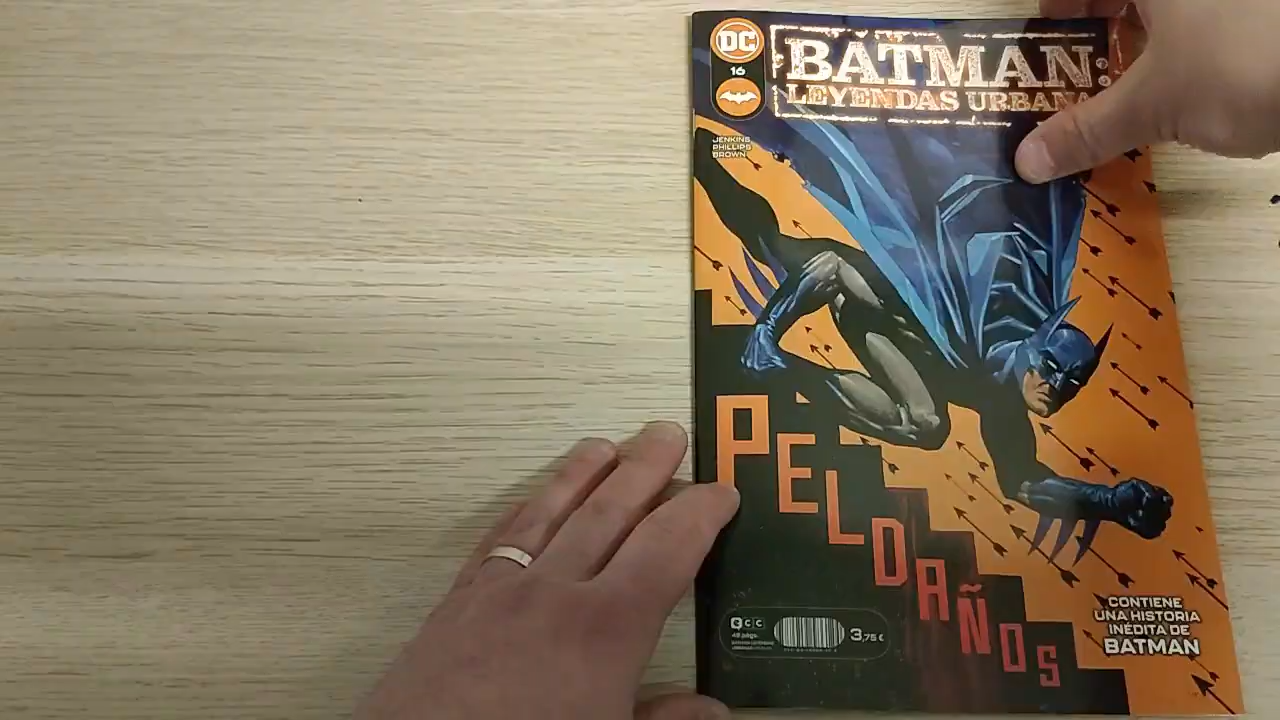 DC
16
BATMAN:
LEYENDAS URBANA
JENKINS
PHILLIPS
BROWN
PELDAÑOS
ECC
48 págs.
3,75 €
CONTIENE
UNA HISTORIA
INÉDITA DE
BATMAN